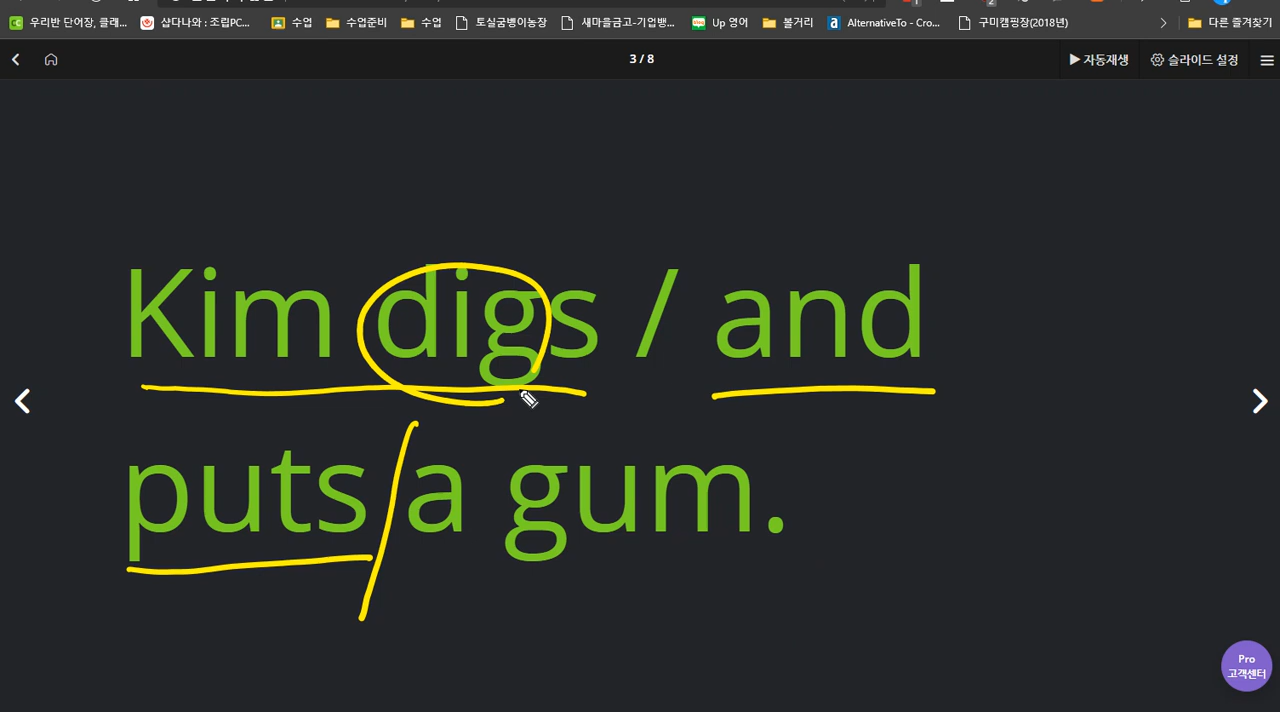 우리반 단어장, 클래... 샵다나와 : 조립PC... 수업 수업준비 수업 토실굼벵이농장 새마을금고-기업뱅... Up 영어 볼거리 AlternativeTo - Cro... 구미캠핑장(2018년) 다른 즐겨찾기
3 / 8 자동재생 슬라이드 설정
Kim digs / and
puts a gum.
Pro
고객센터